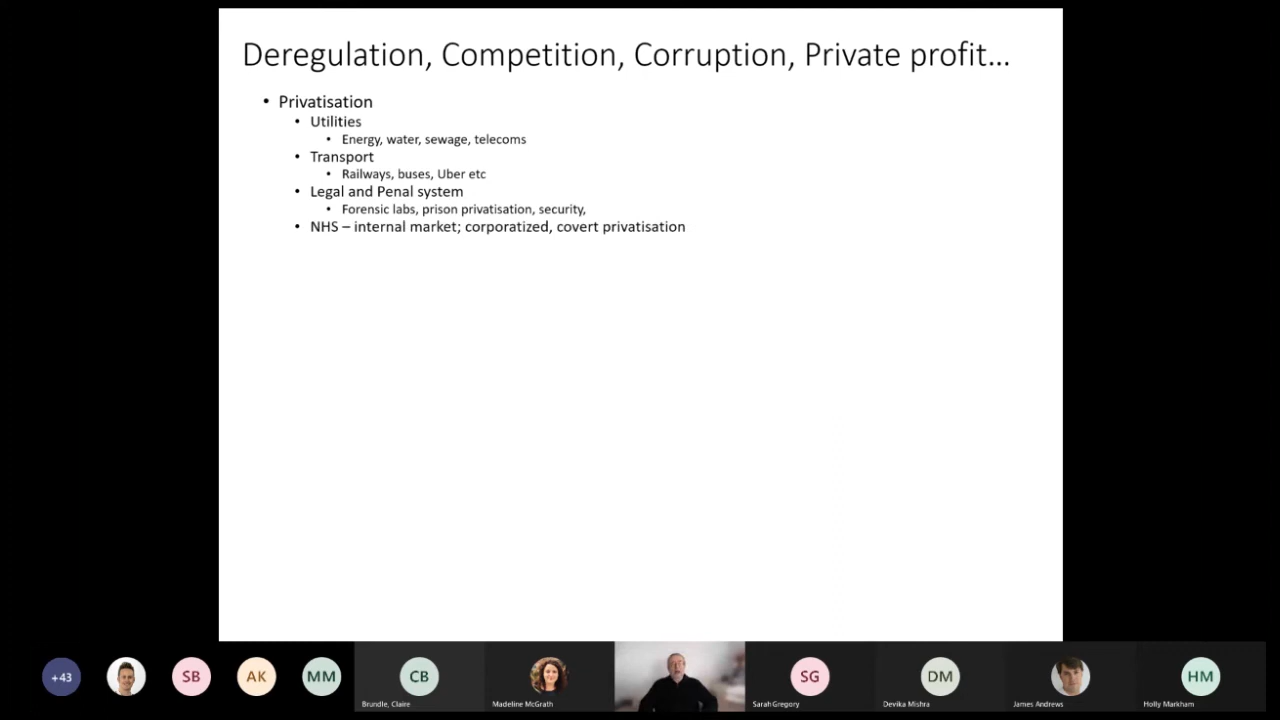 Deregulation, Competition, Corruption, Private profit...
• Privatisation
• Utilities
• Energy, water, sewage, telecoms
• Transport
• Railways, buses, Uber etc
• Legal and Penal system
• Forensic labs, prison privatisation, security,
• NHS – internal market; corporatized, covert privatisation
+43
SB
AK
MM
CB
SG
DM
HM
Brundle, Claire
Madeline McGrath
Sarah Gregory
Devika Mishra
James Andrews
Holly Markham